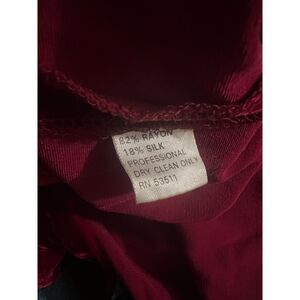 82% RAYON
18% SILK
PROFESSIONAL
DRY CLEAN ONLY
RN 53511